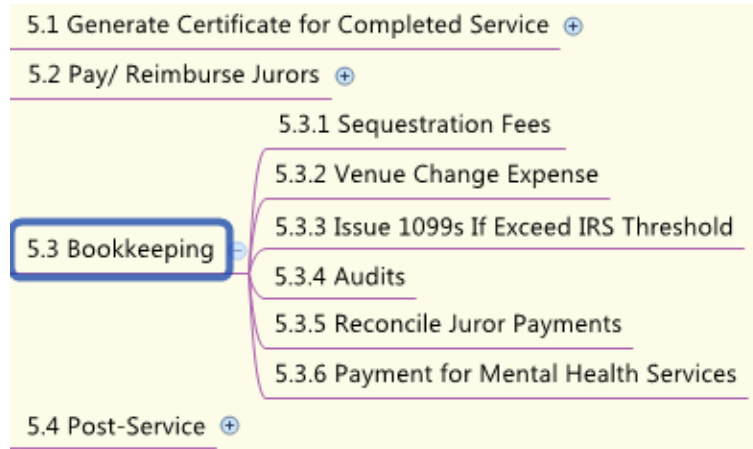 5.1 Generate Certificate for Completed Service
5.2 Pay/ Reimburse Jurors
5.3 Bookkeeping
5.3.1 Sequestration Fees
5.3.2 Venue Change Expense
5.3.3 Issue 1099s If Exceed IRS Threshold
5.3.4 Audits
5.3.5 Reconcile Juror Payments
5.3.6 Payment for Mental Health Services
5.4 Post-Service